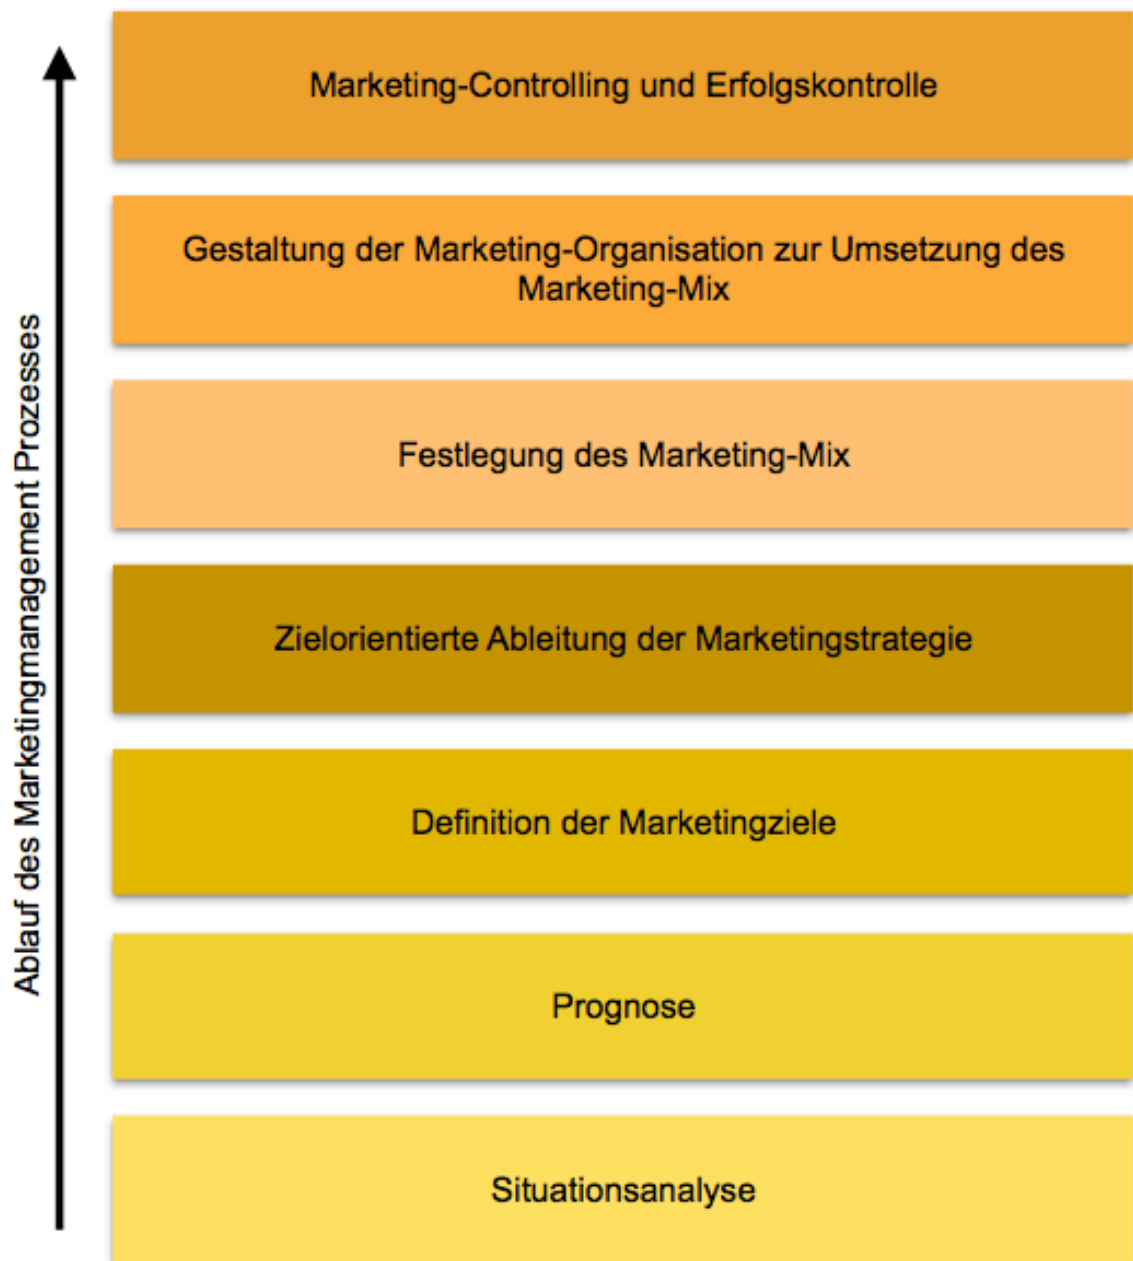 Marketing-Controlling und Erfolgskontrolle
Gestaltung der Marketing-Organisation zur Umsetzung des
Marketing-Mix
Festlegung des Marketing-Mix
Zielorientierte Ableitung der Marketingstrategie
Definition der Marketingziele
Prognose
Situationsanalyse
Ablauf des Marketingmanagement Prozesses